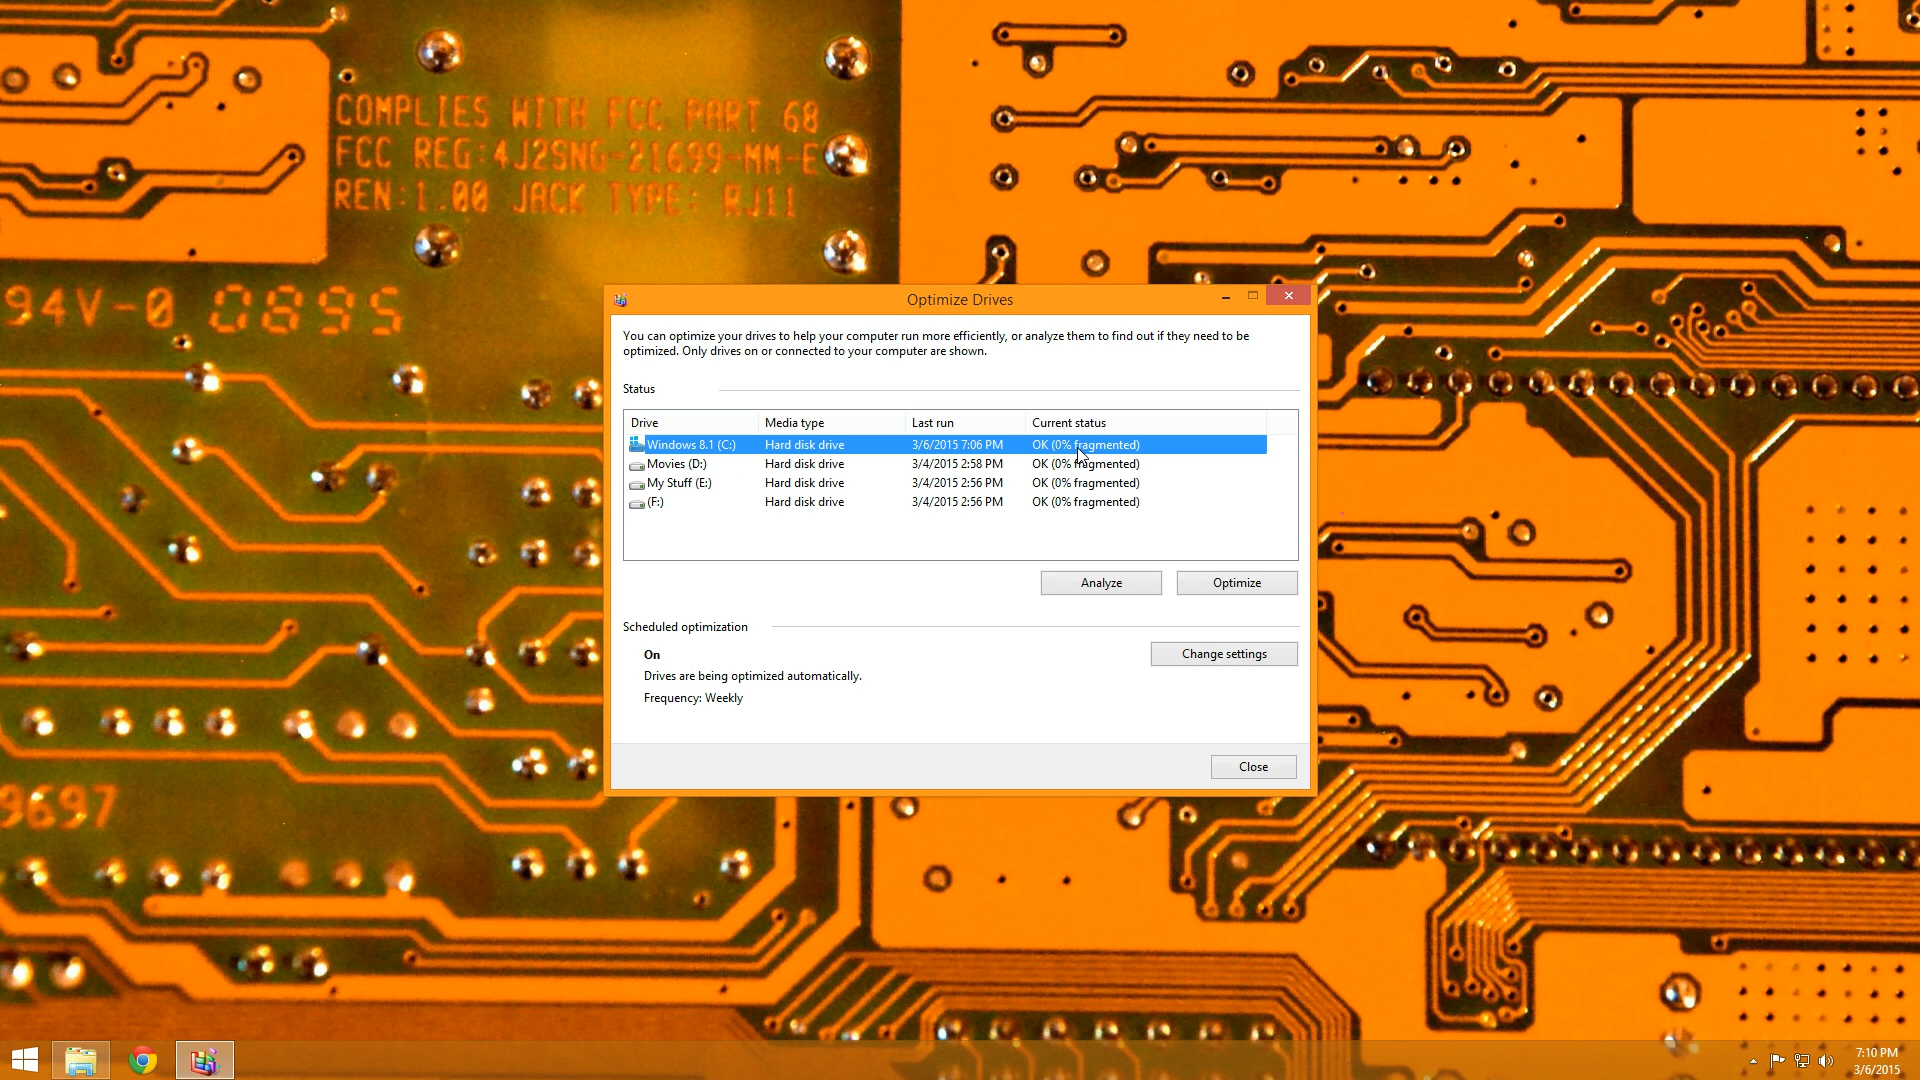 COMPLIES WITH FCC PART 68
FCC REG:4J2SNG-21699-MM-E
REN:1.00 JACK TYPE: RJ11
94V-0 0895
Optimize Drives
You can optimize your drives to help your computer run more efficiently, or analyze them to find out if they need to be
optimized. Only drives on or connected to your computer are shown.
Status
Drive Media type Last run Current status
Windows 8.1 (C:) Hard disk drive 3/6/2015 7:06 PM OK (0% fragmented)
Movies (D:) Hard disk drive 3/4/2015 2:58 PM OK (0% fragmented)
My Stuff (E:) Hard disk drive 3/4/2015 2:56 PM OK (0% fragmented)
(F:) Hard disk drive 3/4/2015 2:56 PM OK (0% fragmented)
Analyze Optimize
Scheduled optimization
On
Change settings
Drives are being optimized automatically.
Frequency: Weekly
Close
9697
7:10 PM
3/6/2015